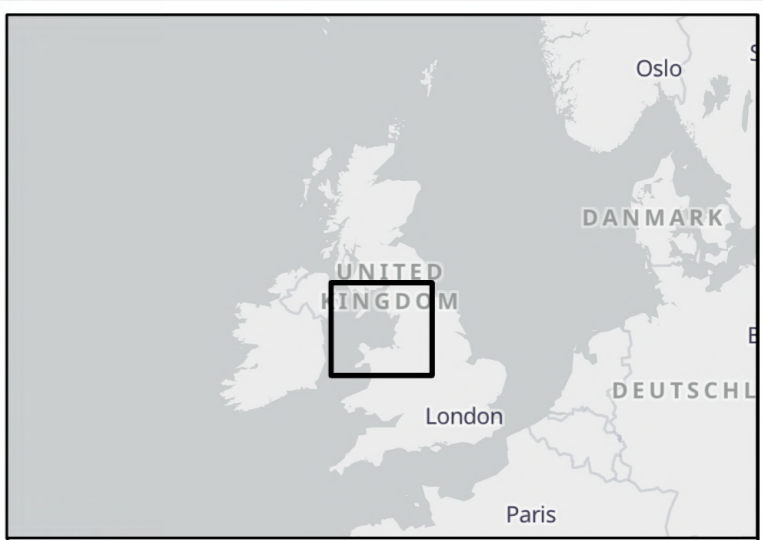 Oslo
DANMARK
UNITED
KINGDOM
DEUTSCHL
London
Paris